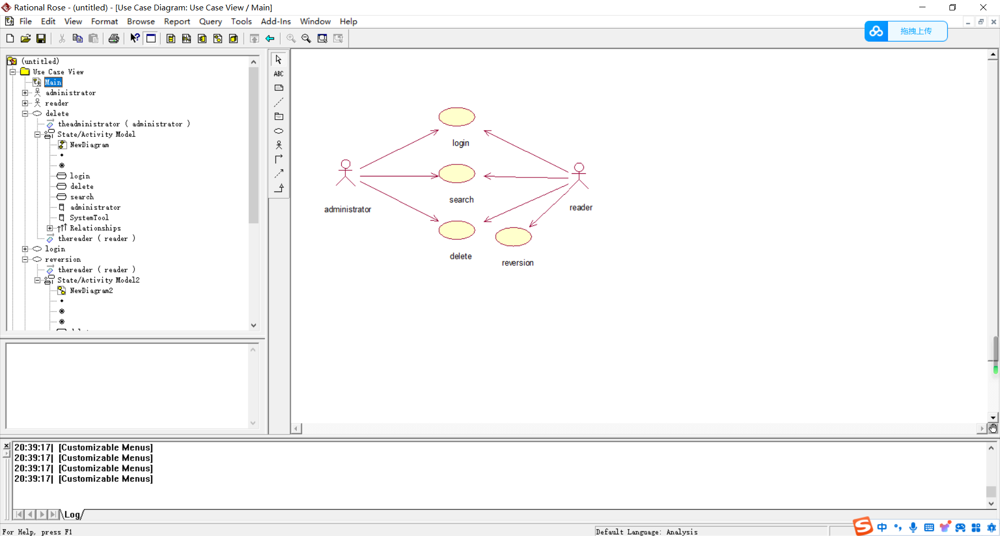 Rational Rose - (untitled) - [Use Case Diagram: Use Case View / Main]
File Edit View Format Browse Report Query Tools Add-Ins Window Help
拖拽上传
ABC
(untitled)
Use Case View
Main
administrator
reader
delete
theadministrator ( administrator )
State/Activity Model
NewDiagram
login
delete
search
administrator
SystemTool
Relationships
thereader ( reader )
login
reversion
thereader ( reader )
State/Activity Model2
NewDiagram2
login
search
administrator
reader
delete
reversion
20:39:17| [Customizable Menus]
20:39:17| [Customizable Menus]
20:39:17| [Customizable Menus]
20:39:17| [Customizable Menus]
Log
For Help, press F1
Default Language: Analysis
中